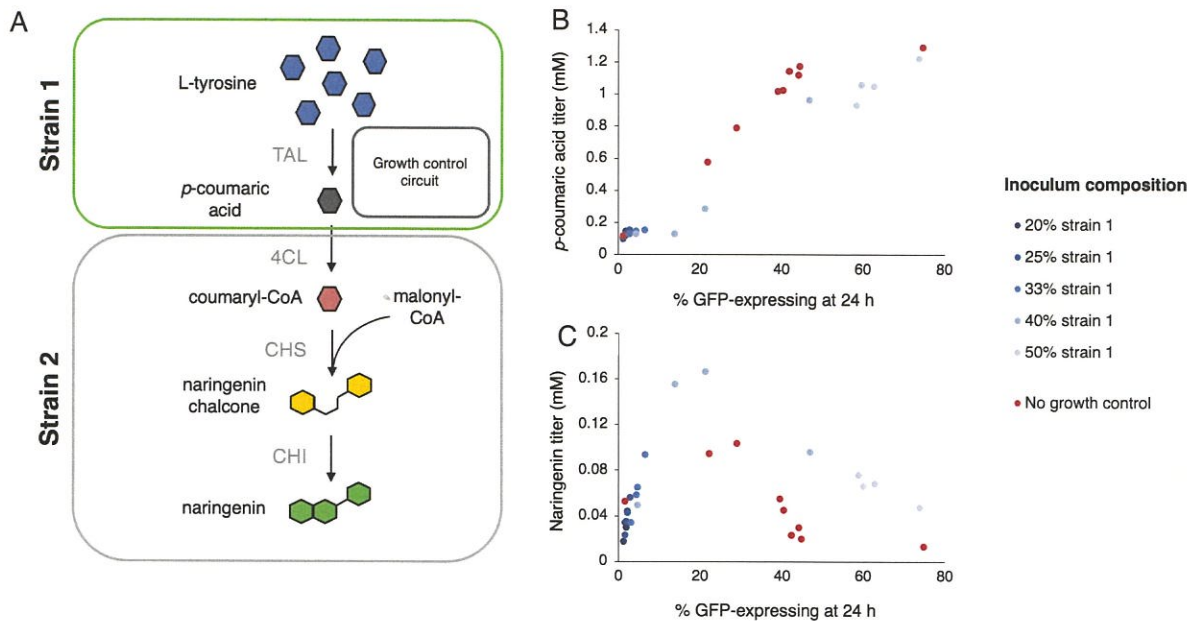 A
Strain 1
L-tyrosine
TAL
Growth control
circuit
p-coumaric
acid
Strain 2
4CL
coumaryl-CoA
malonyl-
CoA
CHS
naringenin
chalcone
CHI
naringenin
B
p-coumaric acid titer (mM)
1.4
1.2
1
0.8
0.6
0.4
0.2
0
0 20 40 60 80
% GFP-expressing at 24 h
C
Naringenin titer (mM)
0.2
0.16
0.12
0.08
0.04
0
0 20 40 60 80
% GFP-expressing at 24 h
Inoculum composition
20% strain 1
25% strain 1
33% strain 1
40% strain 1
50% strain 1
No growth control